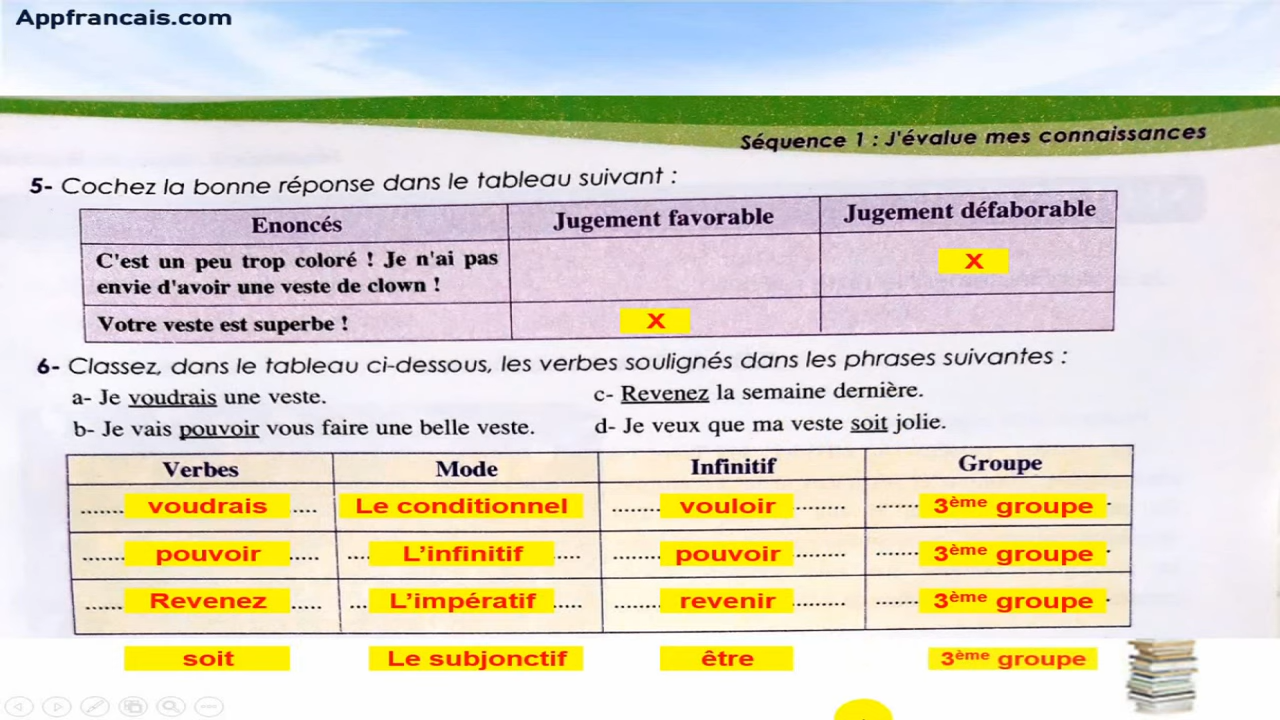 Appfrancais.com
Séquence 1 : J'évalue mes connaissances
5- Cochez la bonne réponse dans le tableau suivant :
Enoncés Jugement favorable Jugement défaborable
C'est un peu trop coloré ! Je n'ai pas
envie d'avoir une veste de clown ! X
Votre veste est superbe ! X
6- Classez, dans le tableau ci-dessous, les verbes soulignés dans les phrases suivantes :
a- Je voudrais une veste. c- Revenez la semaine dernière.
b- Je vais pouvoir vous faire une belle veste. d- Je veux que ma veste soit jolie.
Verbes Mode Infinitif Groupe
voudrais Le conditionnel vouloir 3ème groupe
pouvoir L'infinitif pouvoir 3ème groupe
Revenez L'impératif revenir 3ème groupe
soit Le subjonctif être 3ème groupe